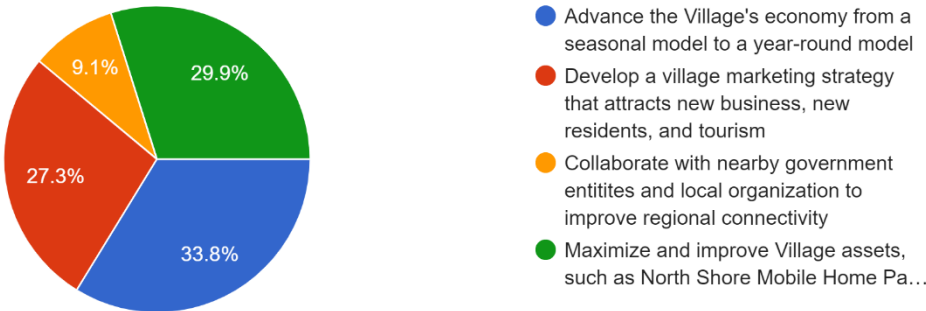 Advance the Village's economy from a
seasonal model to a year-round model
Develop a village marketing strategy
that attracts new business, new
residents, and tourism
Collaborate with nearby government
entitites and local organization to
improve regional connectivity
Maximize and improve Village assets,
such as North Shore Mobile Home Pa…
9.1%
29.9%
27.3%
33.8%